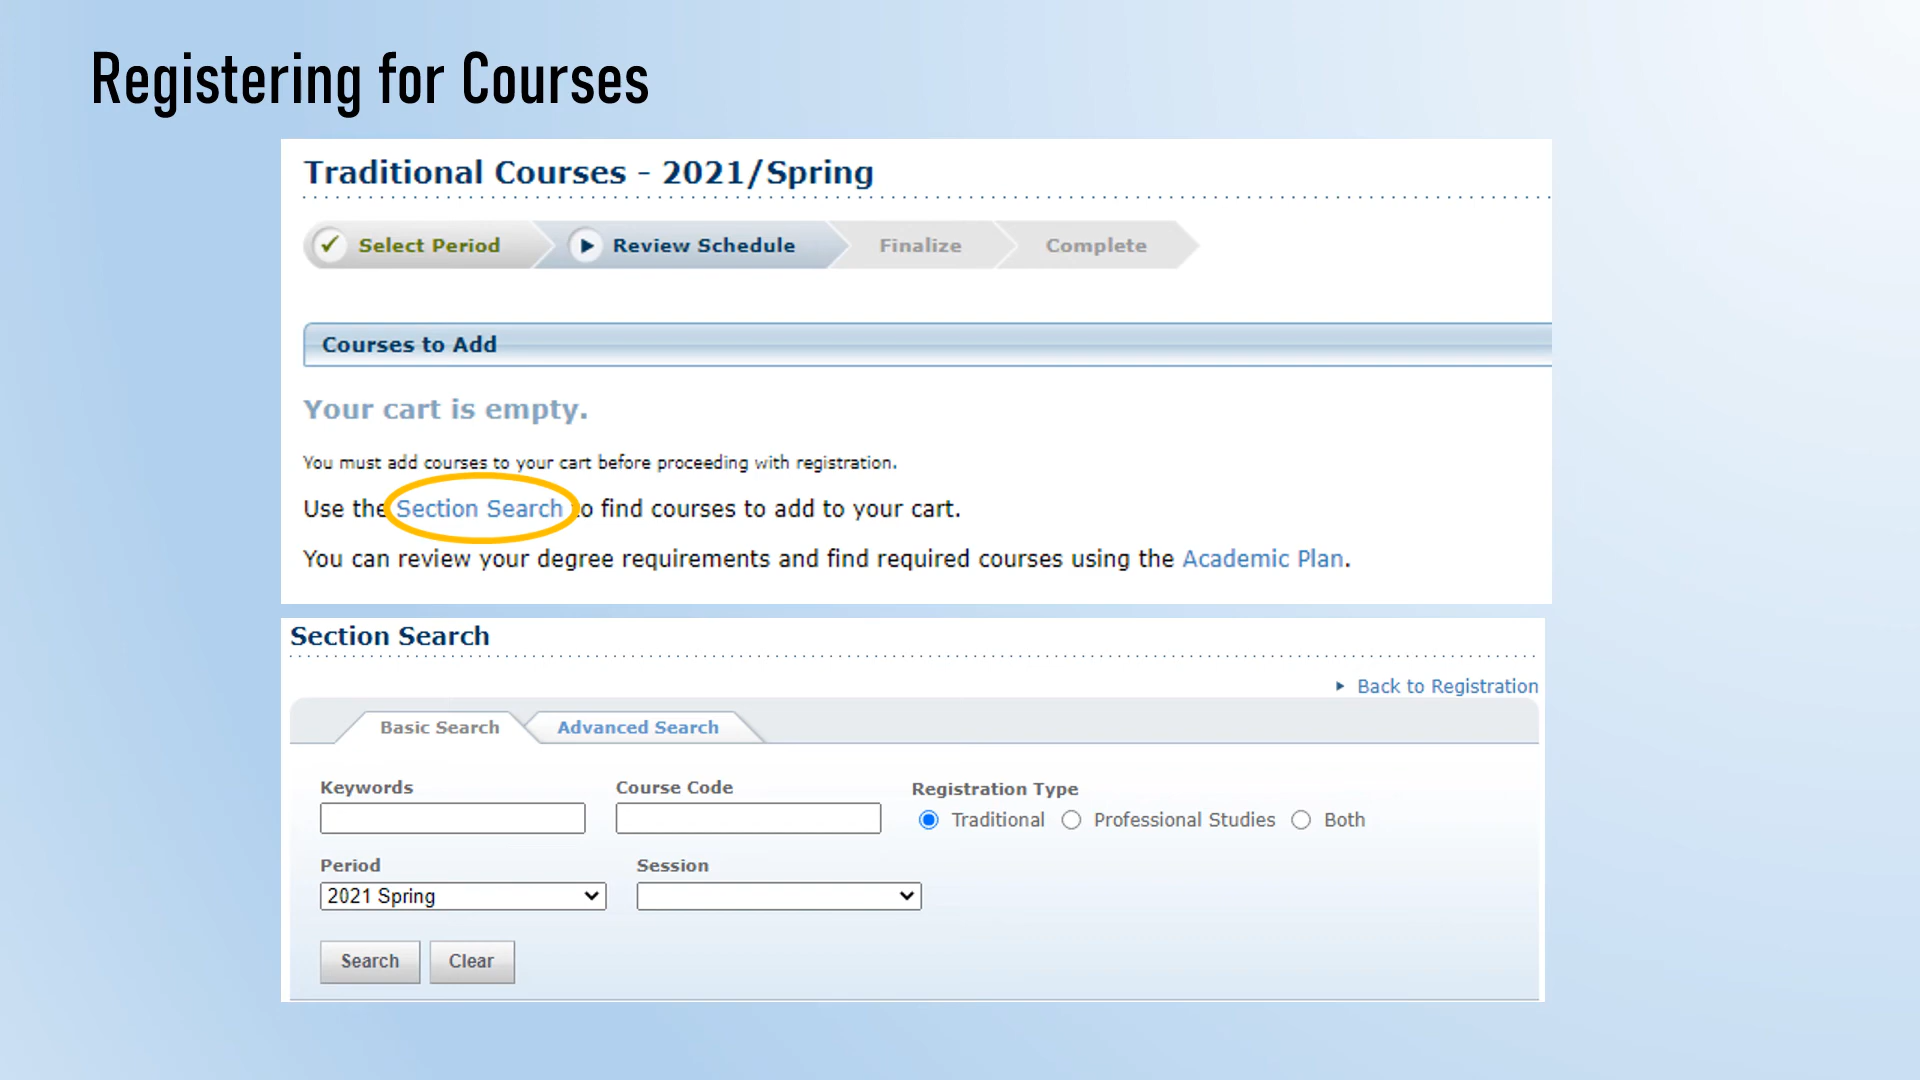 Registering for Courses
Traditional Courses - 2021/Spring
Select Period Review Schedule Finalize Complete
Courses to Add
Your cart is empty.
You must add courses to your cart before proceeding with registration.
Use the Section Search to find courses to add to your cart.
You can review your degree requirements and find required courses using the Academic Plan.
Section Search
Back to Registration
Basic Search Advanced Search
Keywords Course Code Registration Type
Traditional Professional Studies Both
Period Session
2021 Spring
Search Clear